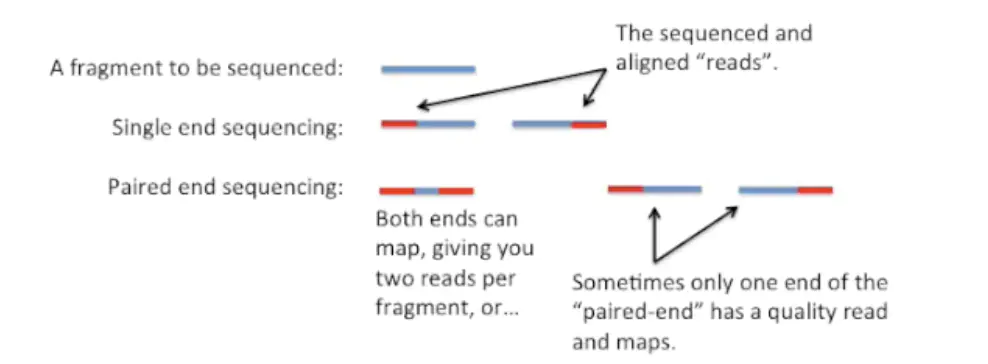 The sequenced and
aligned “reads”.
A fragment to be sequenced:
Single end sequencing:
Paired end sequencing:
Both ends can
map, giving you
two reads per
fragment, or...
Sometimes only one end of the
“paired-end” has a quality read
and maps.